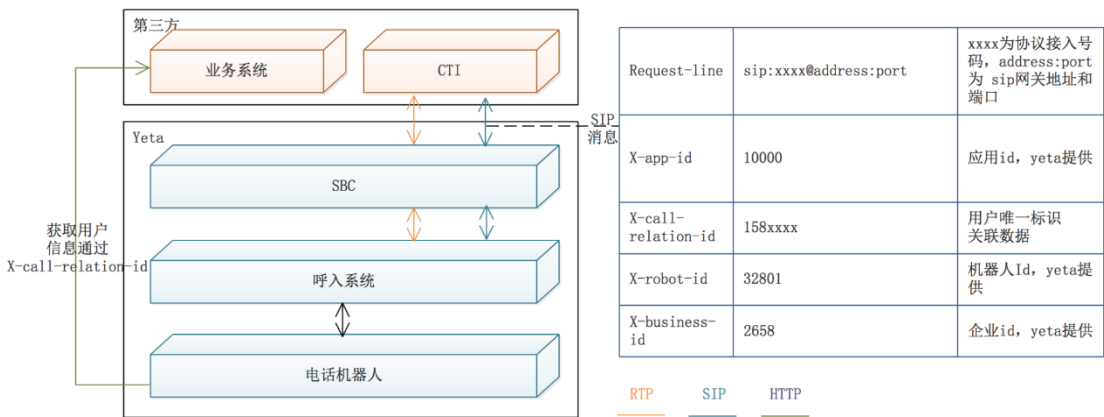 第三方
业务系统
CTI
Yeta
SIP
消息
SBC
获取用户
信息通过
X-call-relation-id
呼入系统
电话机器人
Request-line
sip:xxxx@address:port
xxxx为协议接入号
码，address:port
为 sip网关地址和
端口
X-app-id
10000
应用id，yeta提供
X-call-
relation-id
158xxxx
用户唯一标识
关联数据
X-robot-id
32801
机器人Id，yeta提
供
X-business-
id
2658
企业id，yeta提供
RTP
SIP
HTTP